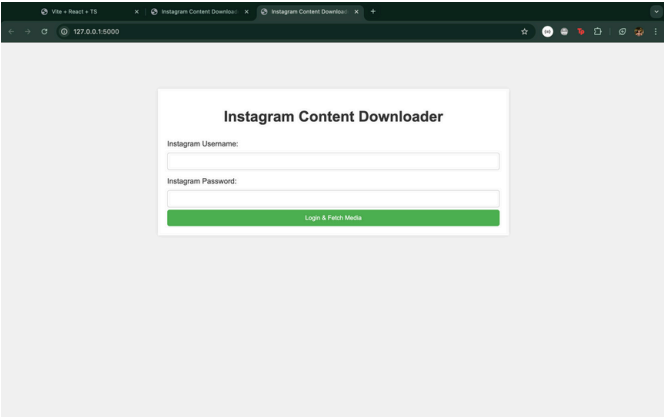 Vite + React + TS
Instagram Content Download
Instagram Content Download
127.0.0.1:5000
Instagram Content Downloader
Instagram Username:
Instagram Password:
Login & Fetch Media